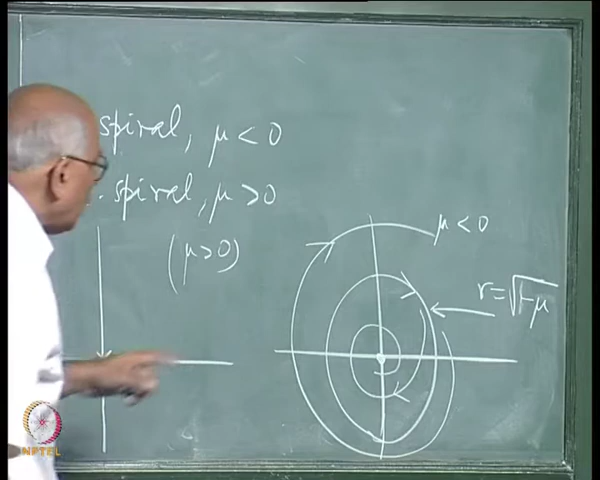 spiral, μ < 0
spiral, μ > 0
(μ > 0)
μ < 0
r = √-μ
NPTEL